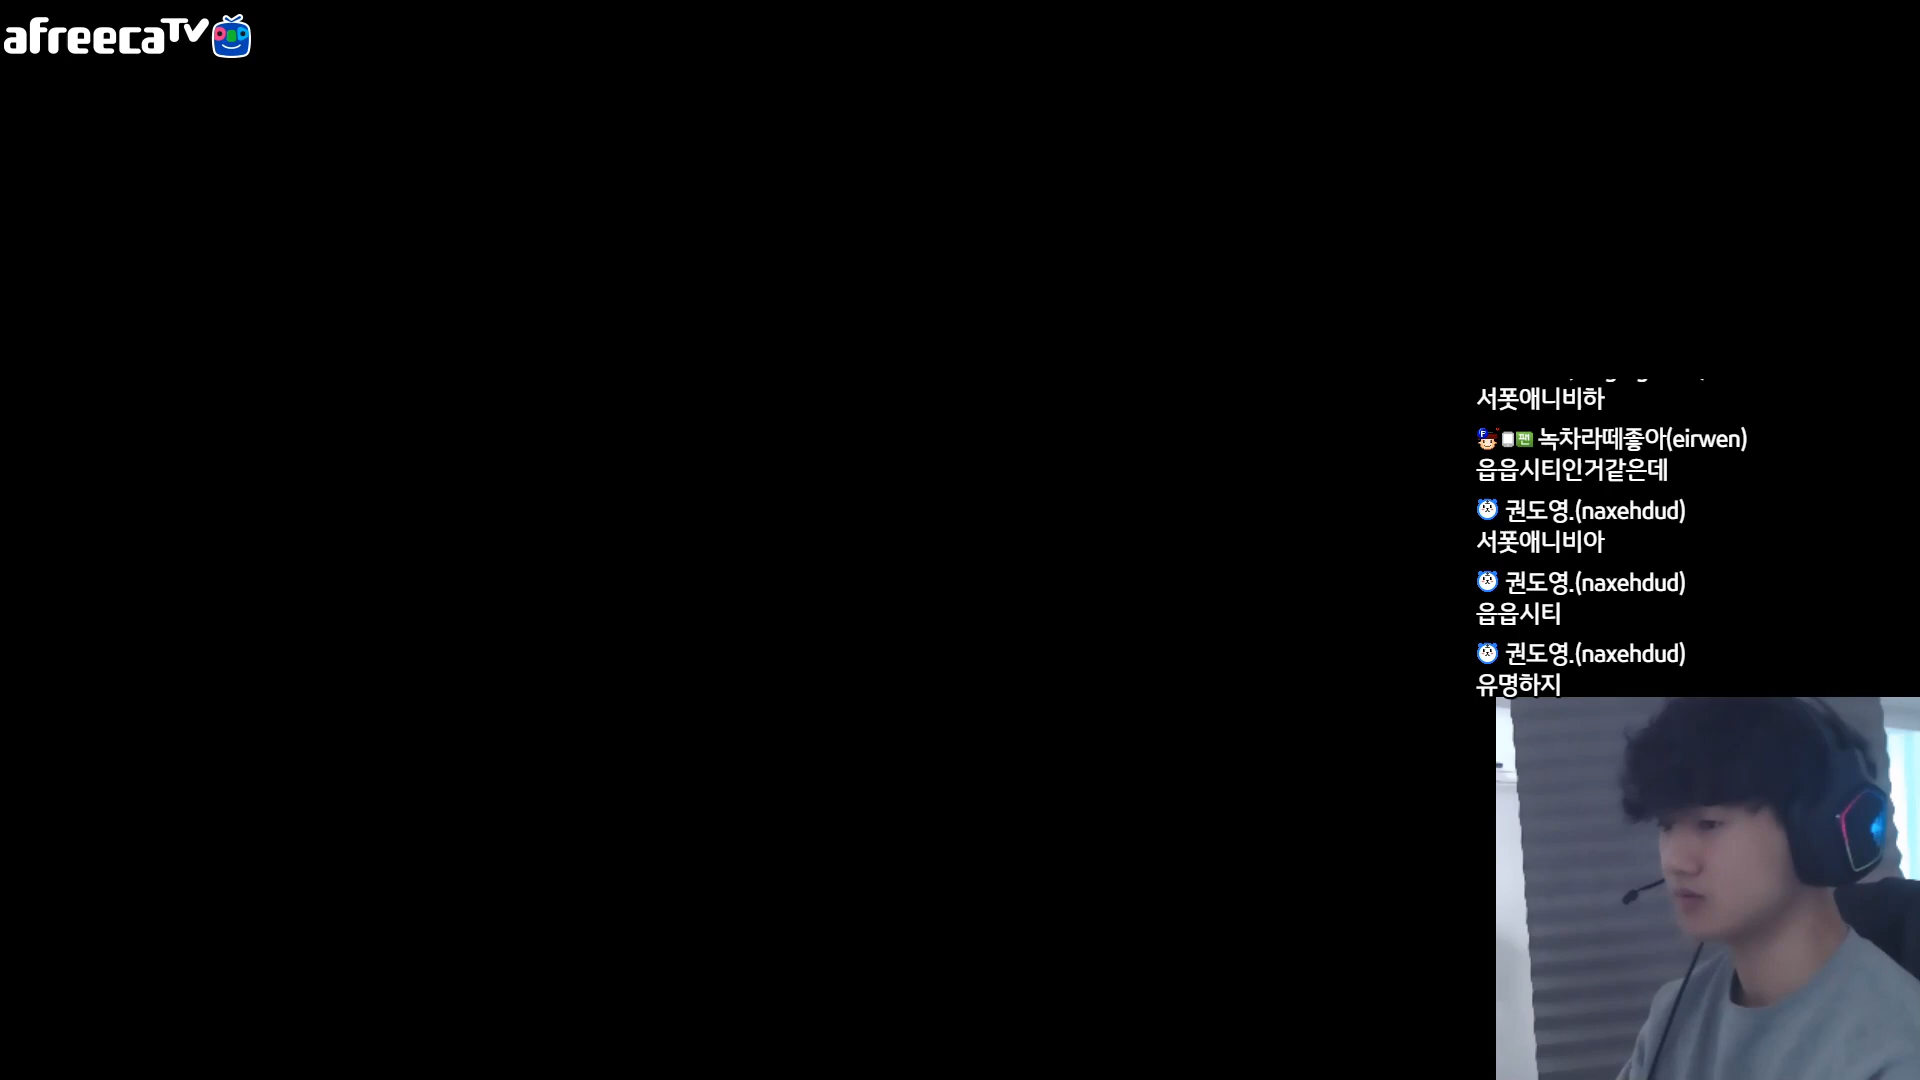 afreecaTV
서폿애니비하
팬 녹차라떼좋아(eirwen)
읍읍시티인거같은데
권도영.(naxehdud)
서폿애니비아
권도영.(naxehdud)
읍읍시티
권도영.(naxehdud)
유명하지